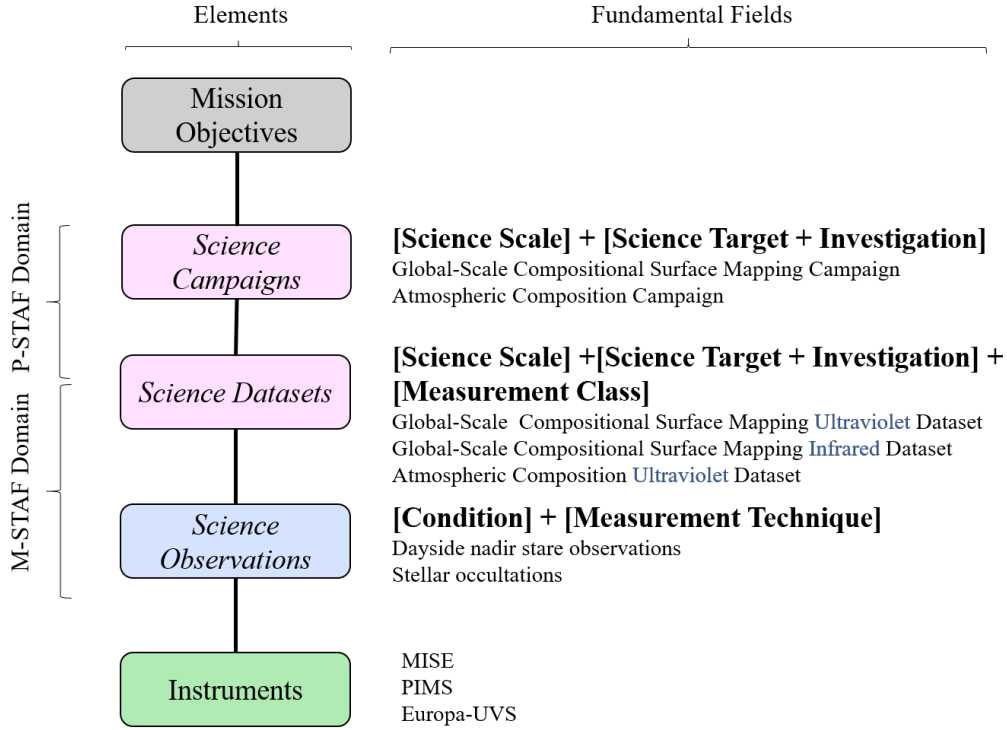 Elements
Fundamental Fields
Mission
Objectives
P-STAF Domain
Science
Campaigns
[Science Scale] + [Science Target + Investigation]
Global-Scale Compositional Surface Mapping Campaign
Atmospheric Composition Campaign
M-STAF Domain
Science Datasets
[Science Scale] +[Science Target + Investigation] +
[Measurement Class]
Global-Scale  Compositional Surface Mapping Ultraviolet Dataset
Global-Scale Compositional Surface Mapping Infrared Dataset
Atmospheric Composition Ultraviolet Dataset
Science
Observations
[Condition] + [Measurement Technique]
Dayside nadir stare observations
Stellar occultations
Instruments
MISE
PIMS
Europa-UVS